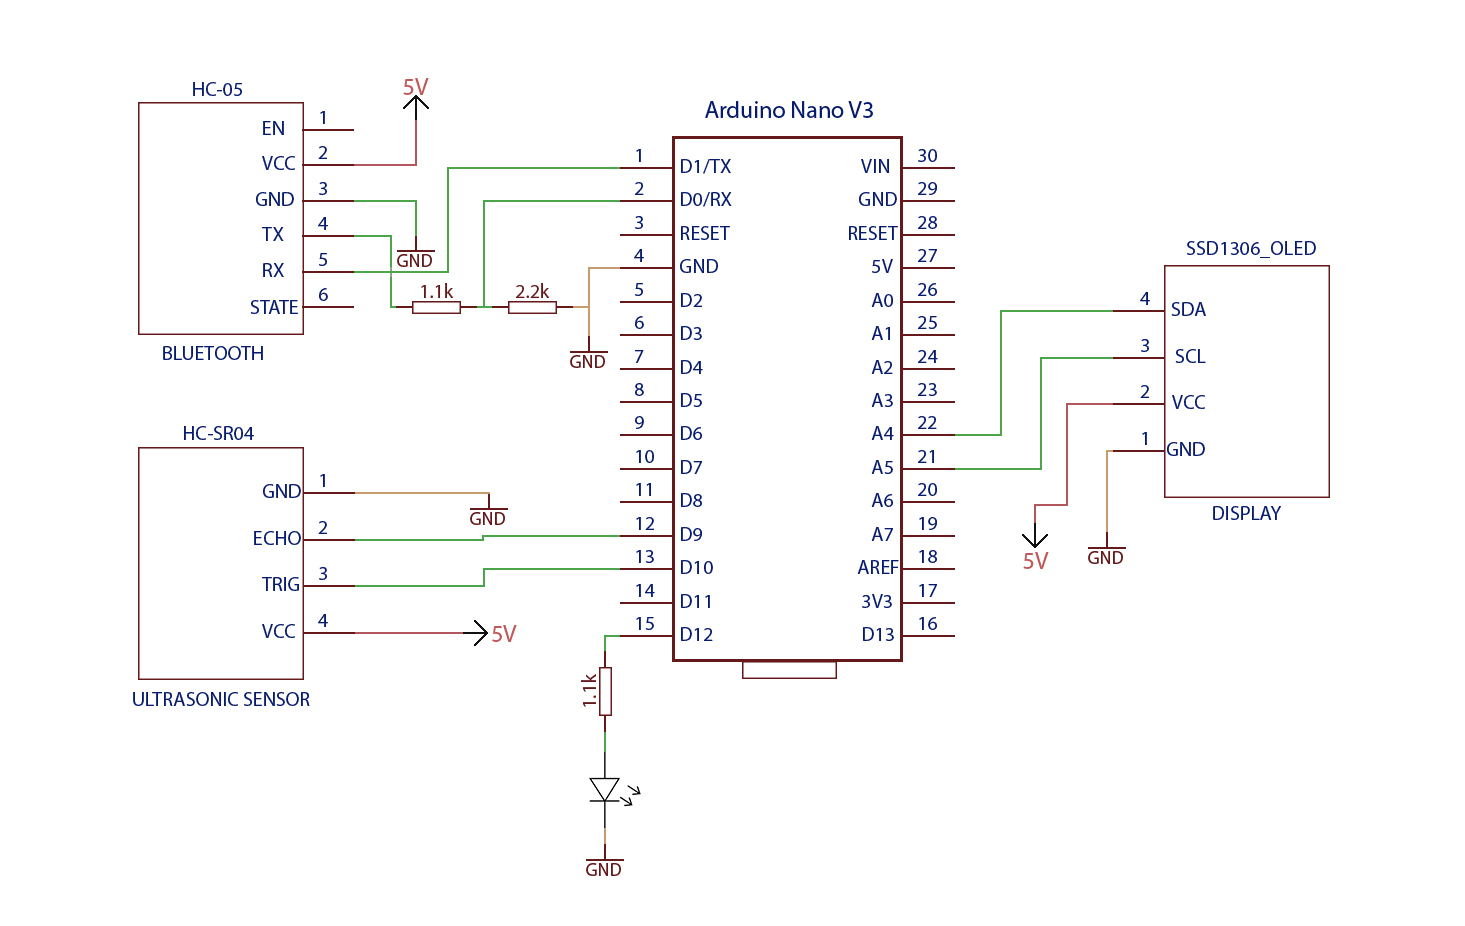 HC-05
EN 1
VCC 2
GND 3
TX 4
RX 5
STATE 6
BLUETOOTH
5V
GND
1.1k
2.2k
GND
HC-SR04
GND 1
ECHO 2
TRIG 3
VCC 4
ULTRASONIC SENSOR
GND
5V
Arduino Nano V3
1 D1/TX
2 D0/RX
3 RESET
4 GND
5 D2
6 D3
7 D4
8 D5
9 D6
10 D7
11 D8
12 D9
13 D10
14 D11
15 D12
VIN 30
GND 29
RESET 28
5V 27
A0 26
A1 25
A2 24
A3 23
A4 22
A5 21
A6 20
A7 19
AREF 18
3V3 17
D13 16
1.1k
GND
SSD1306_OLED
4 SDA
3 SCL
2 VCC
1 GND
DISPLAY
5V
GND